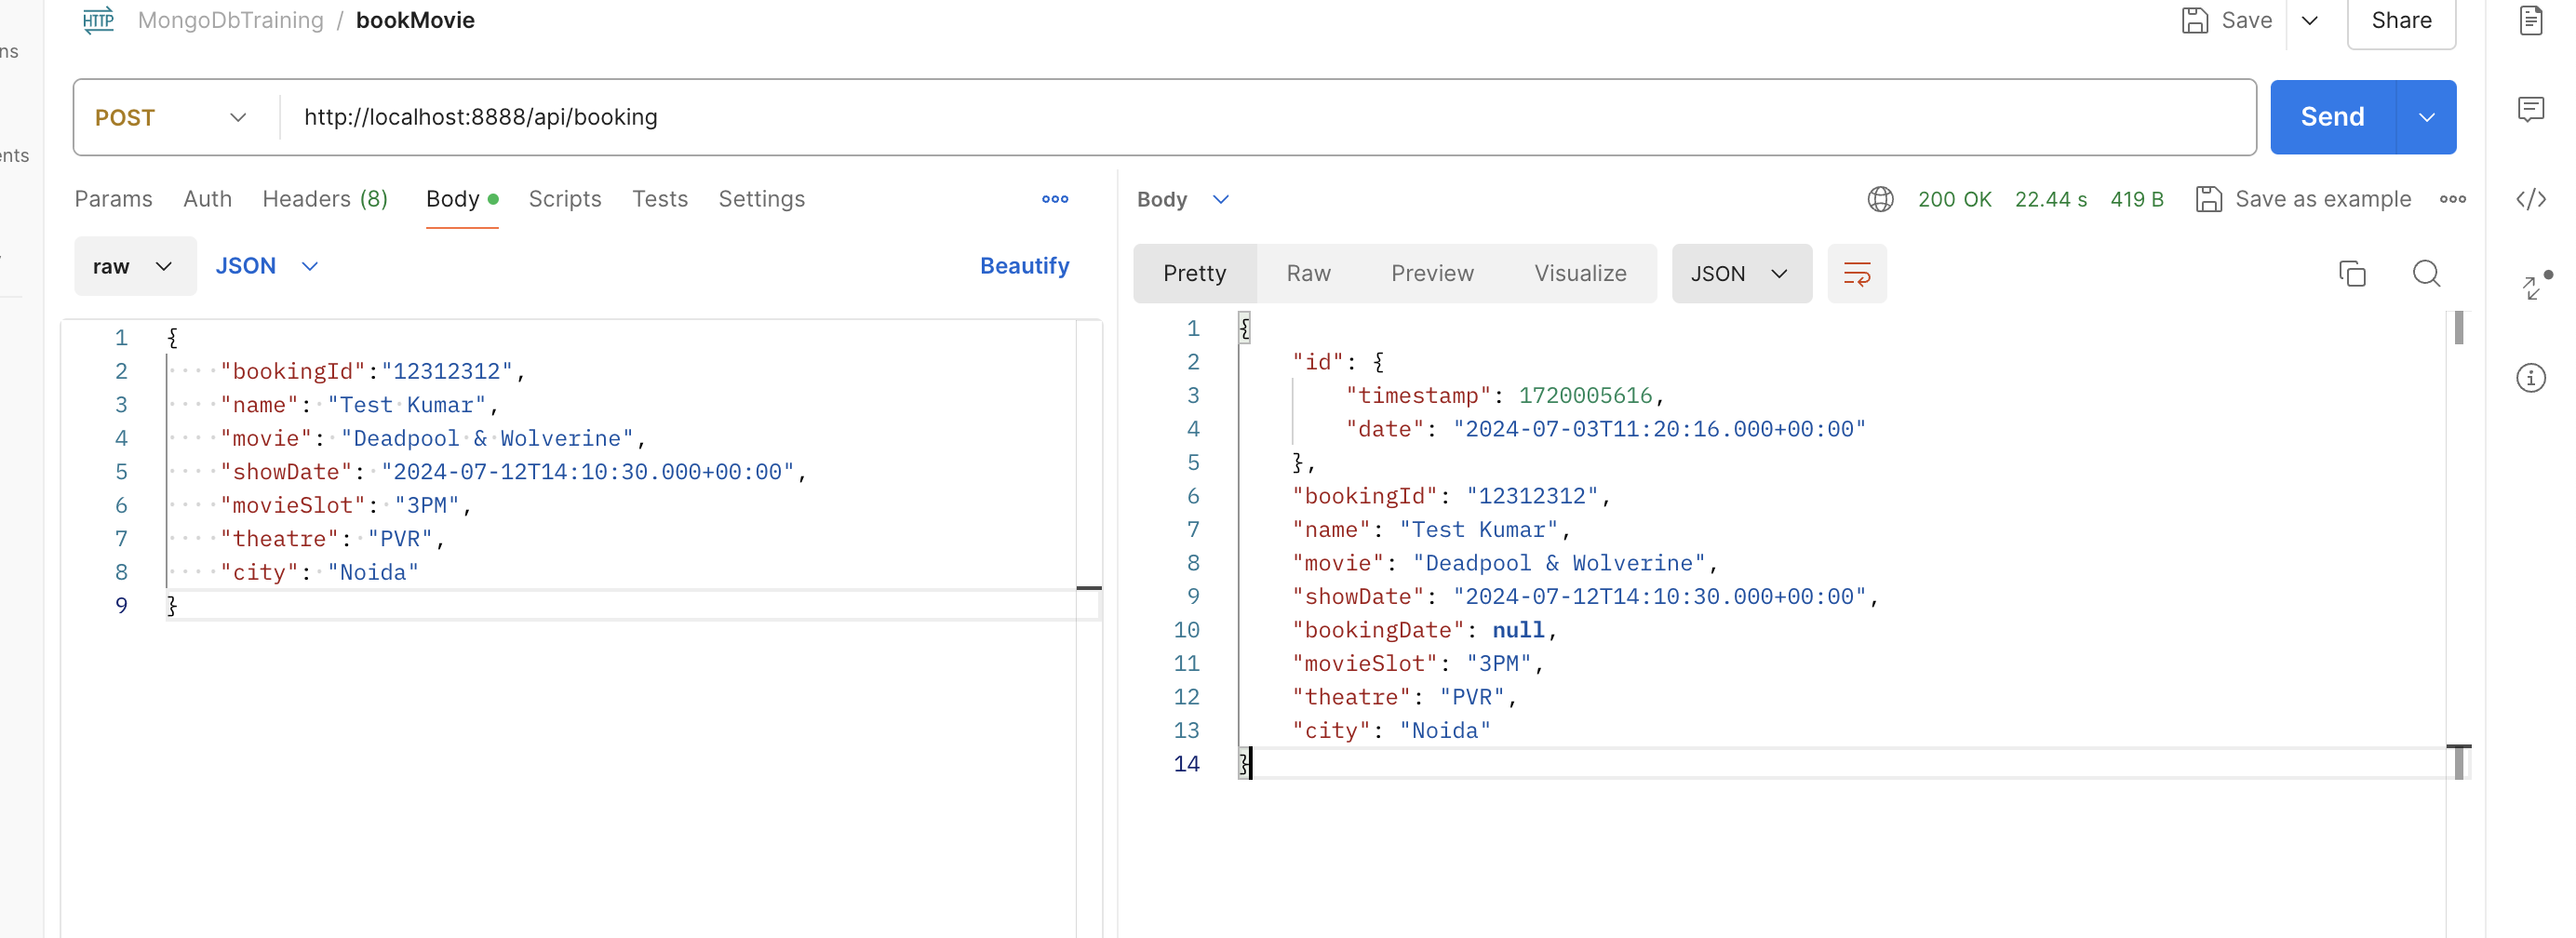 HTTP MongoDbTraining / bookMovie
Save
Share
ns
ents
POST http://localhost:8888/api/booking
Send
Params Auth Headers (8) Body Scripts Tests Settings
raw JSON Beautify
1 {
2 "bookingId":"12312312",
3 "name": "Test Kumar",
4 "movie": "Deadpool & Wolverine",
5 "showDate": "2024-07-12T14:10:30.000+00:00",
6 "movieSlot": "3PM",
7 "theatre": "PVR",
8 "city": "Noida"
9 }
Body 200 OK 22.44 s 419 B Save as example
Pretty Raw Preview Visualize JSON
1 {
2 "id": {
3 "timestamp": 1720005616,
4 "date": "2024-07-03T11:20:16.000+00:00"
5 },
6 "bookingId": "12312312",
7 "name": "Test Kumar",
8 "movie": "Deadpool & Wolverine",
9 "showDate": "2024-07-12T14:10:30.000+00:00",
10 "bookingDate": null,
11 "movieSlot": "3PM",
12 "theatre": "PVR",
13 "city": "Noida"
14 }